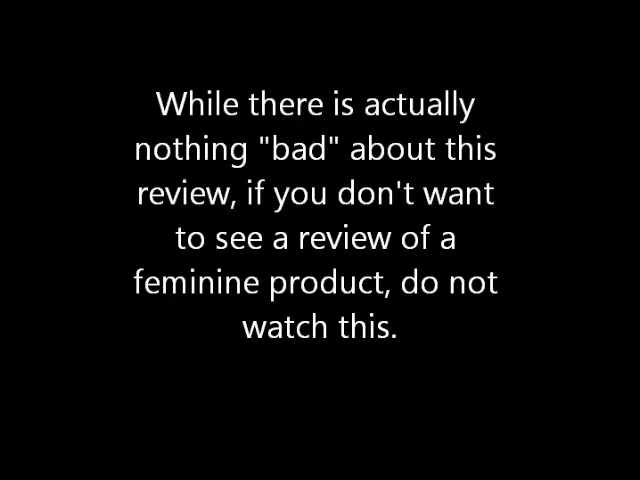 While there is actually
nothing "bad" about this
review, if you don't want
to see a review of a
feminine product, do not
watch this.